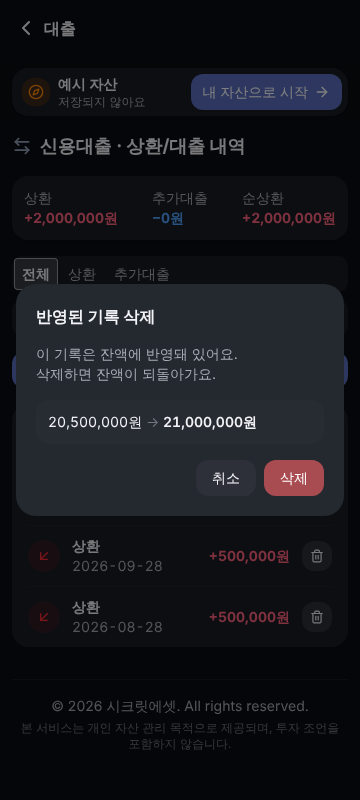 대출
예시 자산
저장되지 않아요
내 자산으로 시작 →
신용대출 · 상환/대출 내역
상환 추가대출 순상환
+2,000,000원 −0원 +2,000,000원
전체 상환 추가대출
반영된 기록 삭제
이 기록은 잔액에 반영돼 있어요.
삭제하면 잔액이 되돌아가요.
20,500,000원 → 21,000,000원
취소 삭제
상환
2026-09-28
+500,000원
상환
2026-08-28
+500,000원
© 2026 시크릿에셋. All rights reserved.
본 서비스는 개인 자산 관리 목적으로 제공되며, 투자 조언을
포함하지 않습니다.